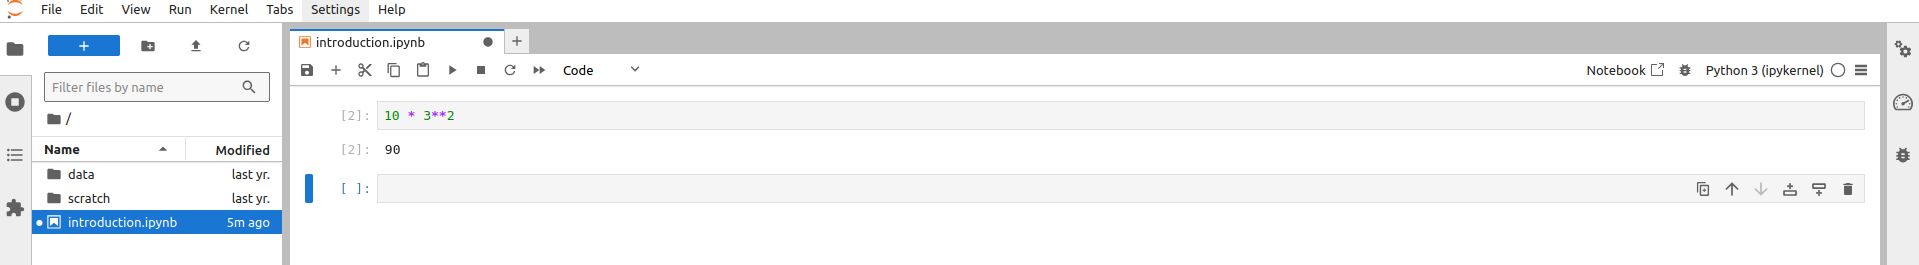 File Edit View Run Kernel Tabs Settings Help
introduction.ipynb
Filter files by name
Code
Notebook
Python 3 (ipykernel)
/
Name Modified
data last yr.
scratch last yr.
introduction.ipynb 5m ago
[2]: 10 * 3**2
[2]: 90
[ ]: